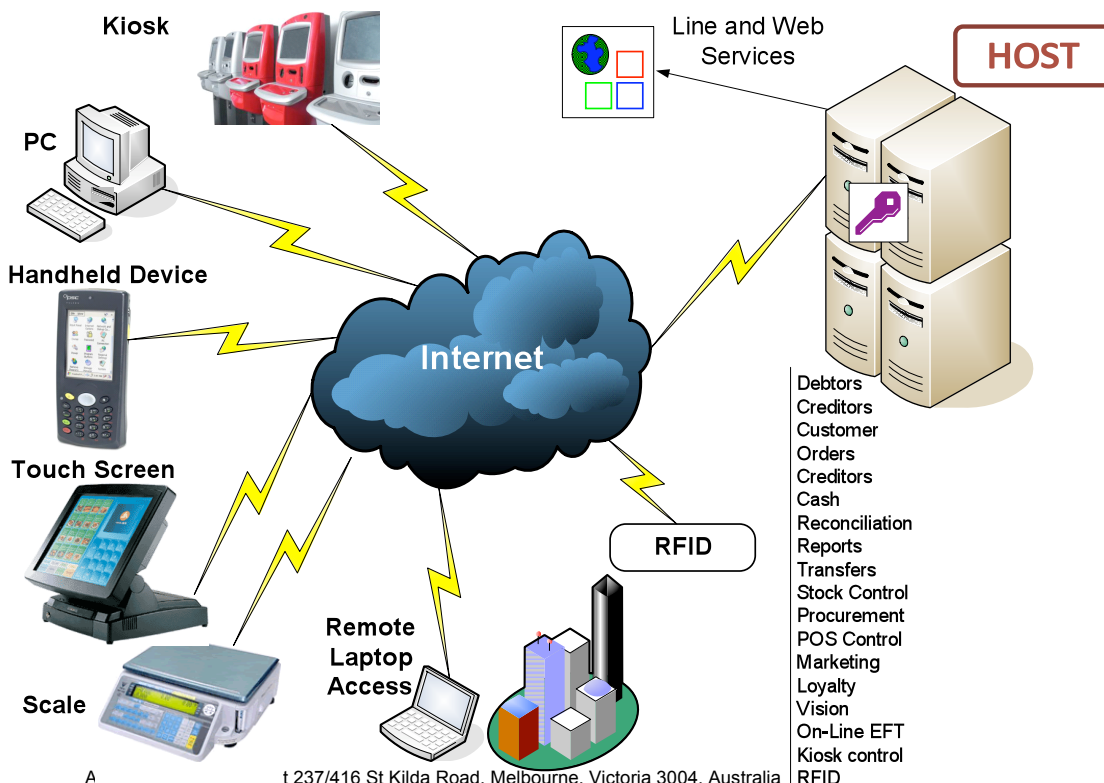 Kiosk
Line and Web
Services
HOST
PC
Handheld Device
Internet
Touch Screen
RFID
Remote
Laptop
Access
Scale
Debtors
Creditors
Customer
Orders
Creditors
Cash
Reconciliation
Reports
Transfers
Stock Control
Procurement
POS Control
Marketing
Loyalty
Vision
On-Line EFT
Kiosk control
RFID
A t 237/416 St Kilda Road, Melbourne, Victoria 3004, Australia